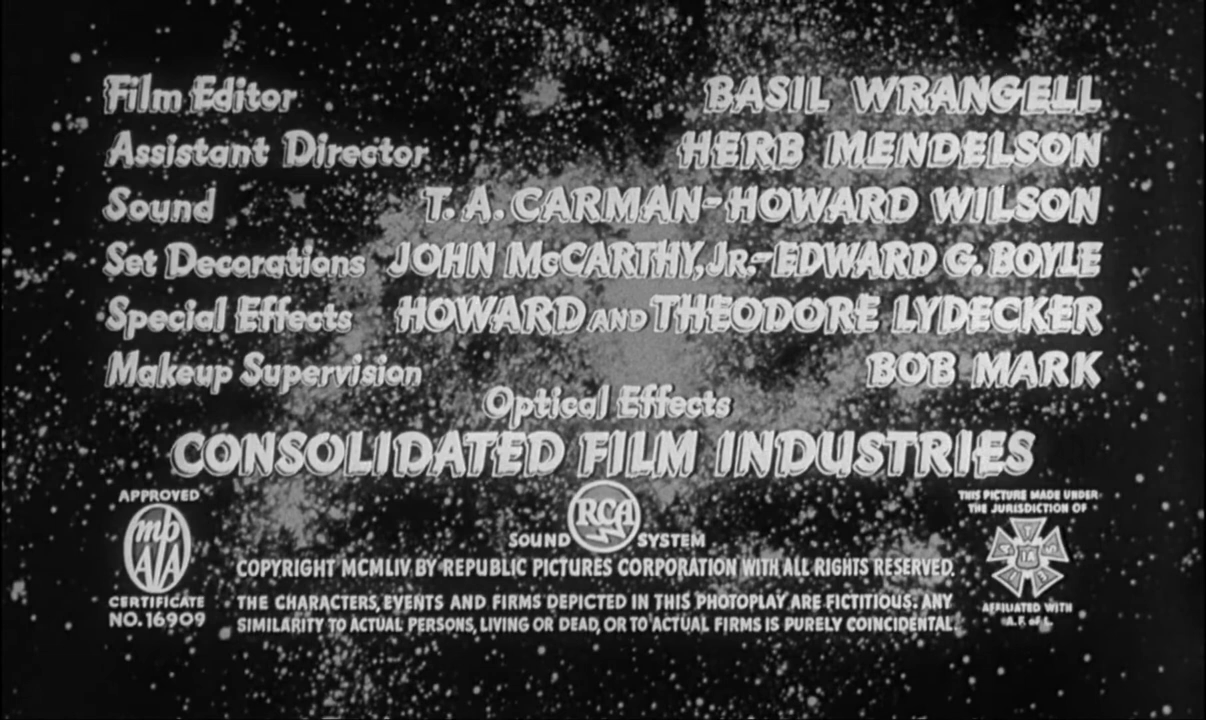 Film Editor BASIL WRANGELL
Assistant Director HERB MENDELSON
Sound T. A. CARMAN-HOWARD WILSON
Set Decorations JOHN McCARTHY, JR.-EDWARD G. BOYLE
Special Effects HOWARD AND THEODORE LYDECKER
Makeup Supervision BOB MARK
Optical Effects
CONSOLIDATED FILM INDUSTRIES
APPROVED
MPAA
CERTIFICATE
NO. 16909
RCA
SOUND SYSTEM
COPYRIGHT MCMLIV BY REPUBLIC PICTURES CORPORATION WITH ALL RIGHTS RESERVED.
THE CHARACTERS, EVENTS AND FIRMS DEPICTED IN THIS PHOTOPLAY ARE FICTITIOUS. ANY
SIMILARITY TO ACTUAL PERSONS, LIVING OR DEAD, OR TO ACTUAL FIRMS IS PURELY COINCIDENTAL.
THIS PICTURE MADE UNDER
THE JURISDICTION OF
AFFILIATED WITH
A. F. of L.